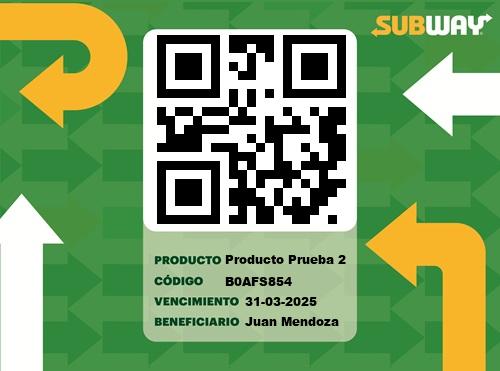 SUBWAY
PRODUCTO Producto Prueba 2
CÓDIGO B0AFS854
VENCIMIENTO 31-03-2025
BENEFICIARIO Juan Mendoza